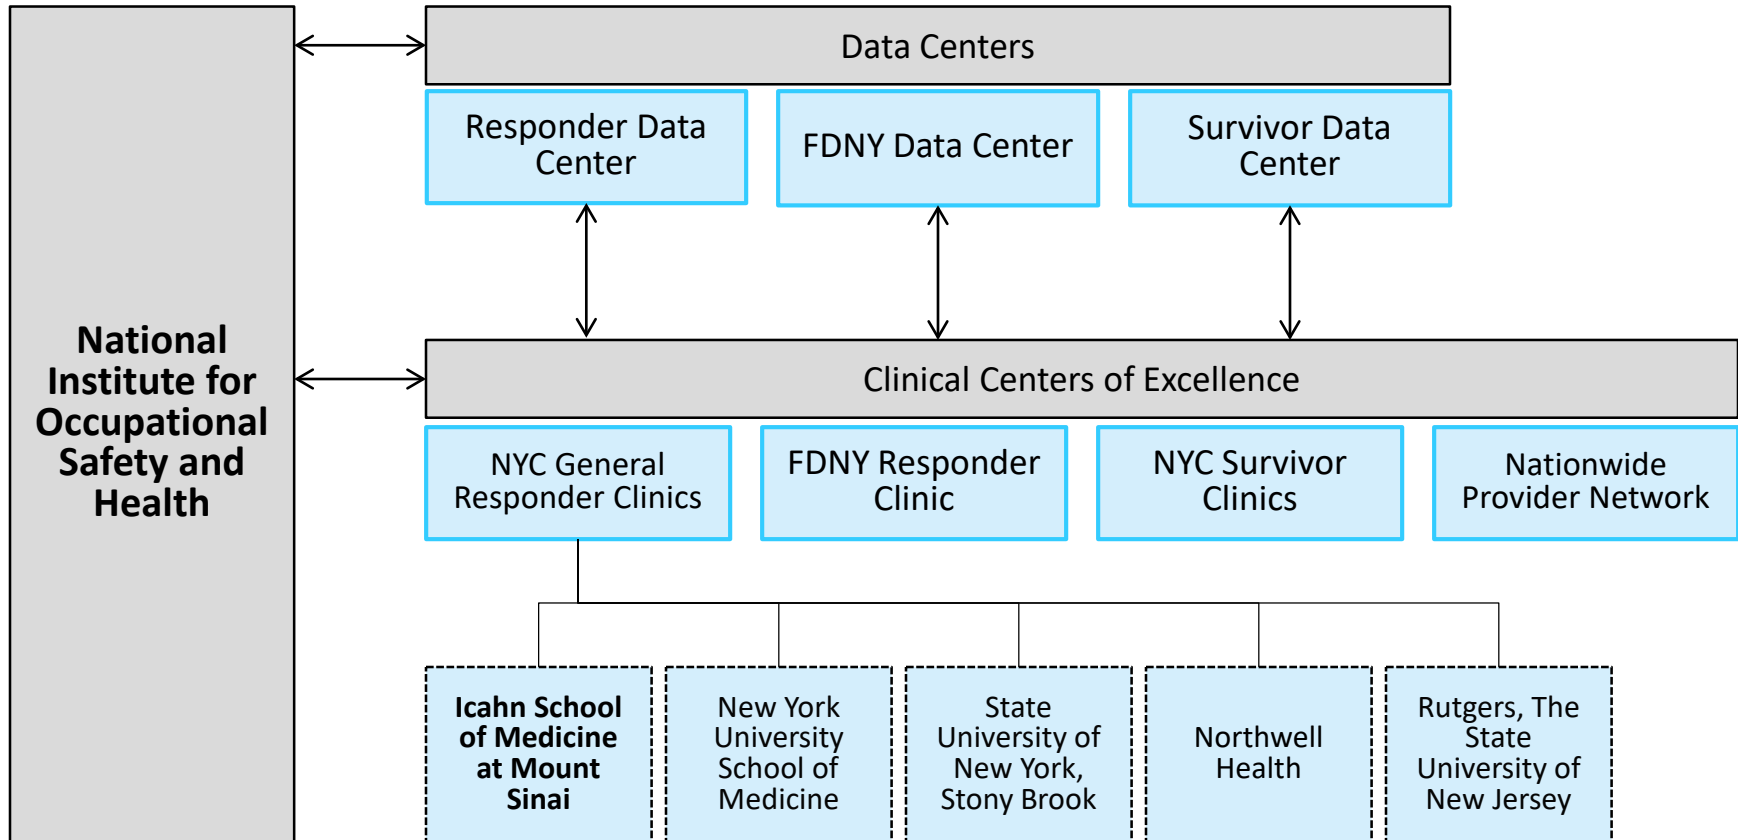 National
Institute for
Occupational
Safety and
Health
Data Centers
Responder Data
Center
FDNY Data Center
Survivor Data
Center
Clinical Centers of Excellence
NYC General
Responder Clinics
FDNY Responder
Clinic
NYC Survivor
Clinics
Nationwide
Provider Network
Icahn School
of Medicine
at Mount
Sinai
New York
University
School of
Medicine
State
University of
New York,
Stony Brook
Northwell
Health
Rutgers, The
State
University of
New Jersey